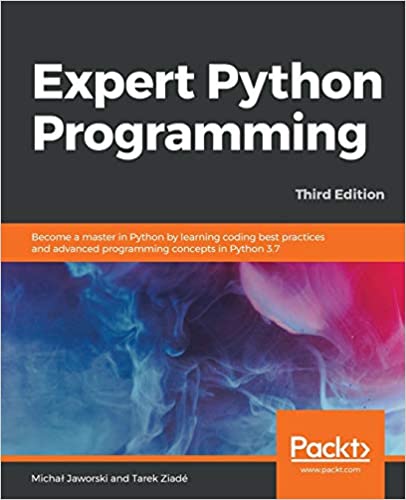 Expert Python
Programming
Third Edition
Become a master in Python by learning coding best practices
and advanced programming concepts in Python 3.7
Packt>
www.packt.com
Michał Jaworski and Tarek Ziadé